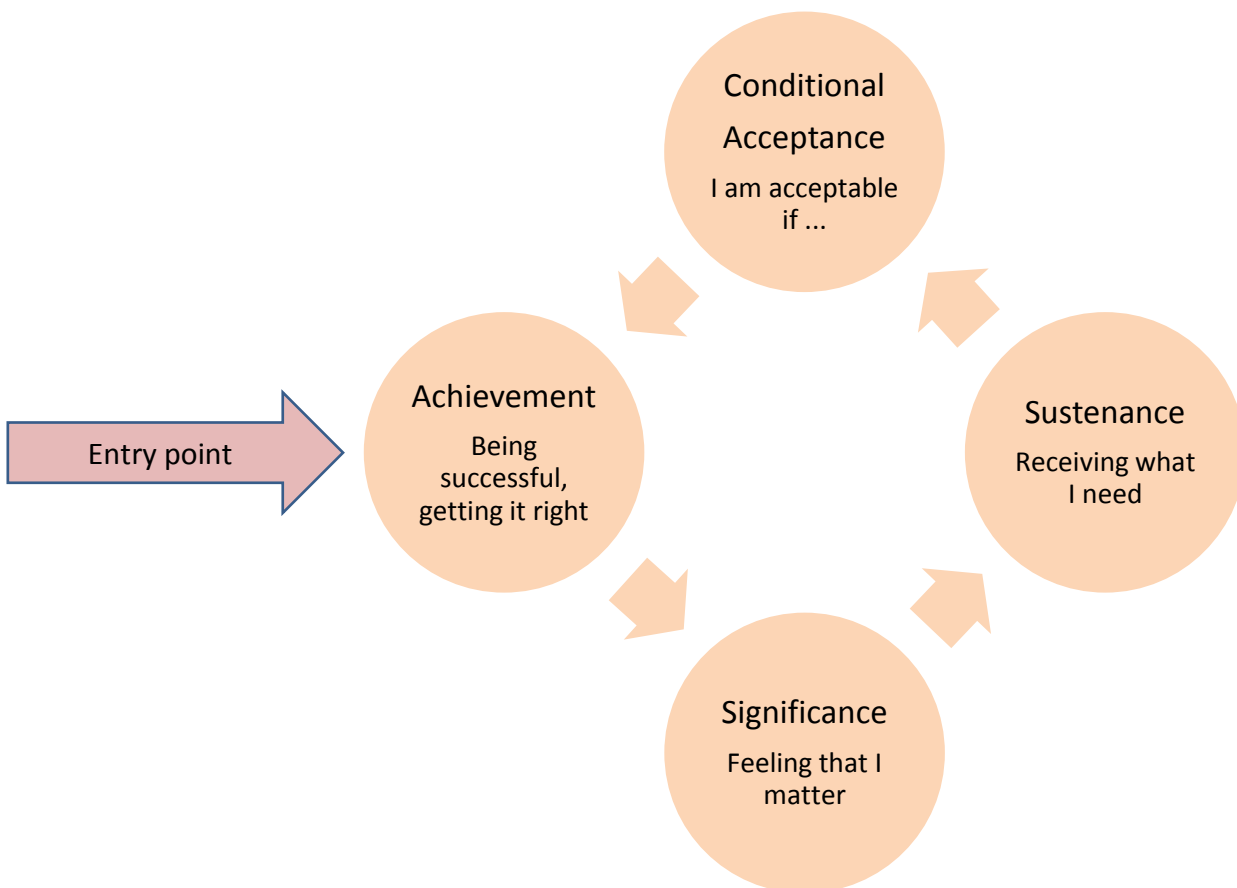 Conditional
Acceptance
I am acceptable
if ...
Achievement
Being
successful,
getting it right
Entry point
Sustenance
Receiving what
I need
Significance
Feeling that I
matter